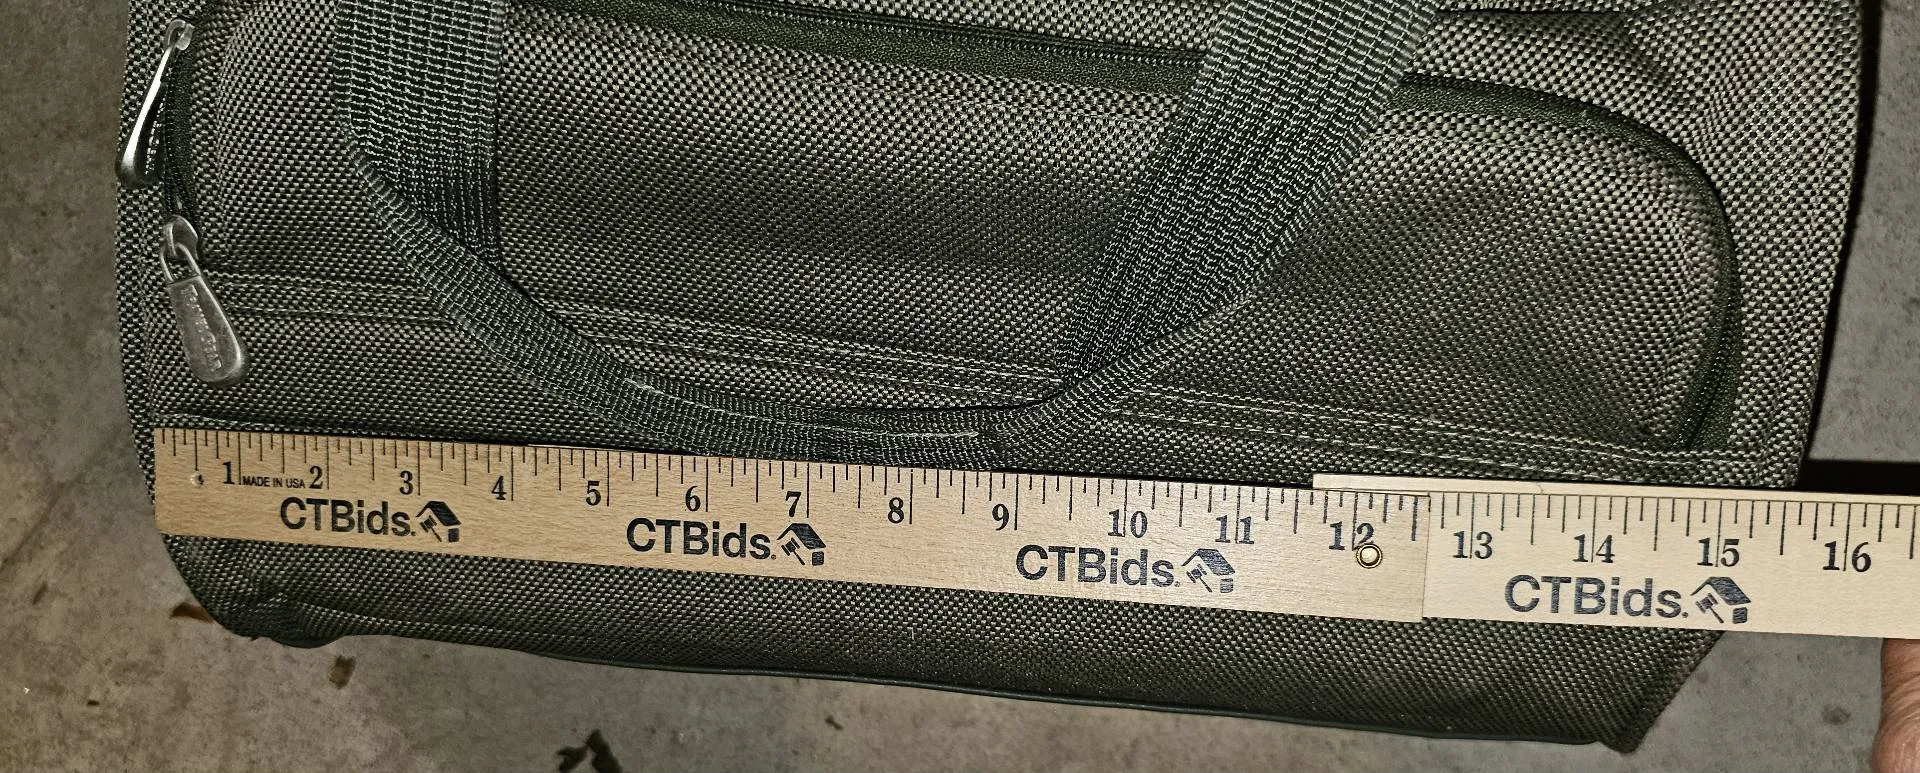 1 MADE IN USA 2 3 4 5 6 7 8 9 10 11 12 13 14 15 16
CTBids. CTBids. CTBids. CTBids.